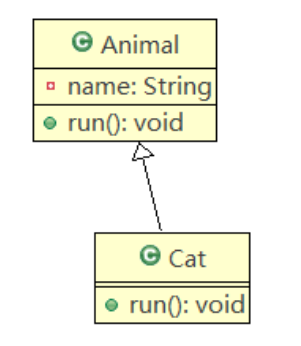 C Animal
name: String
run(): void
C Cat
run(): void